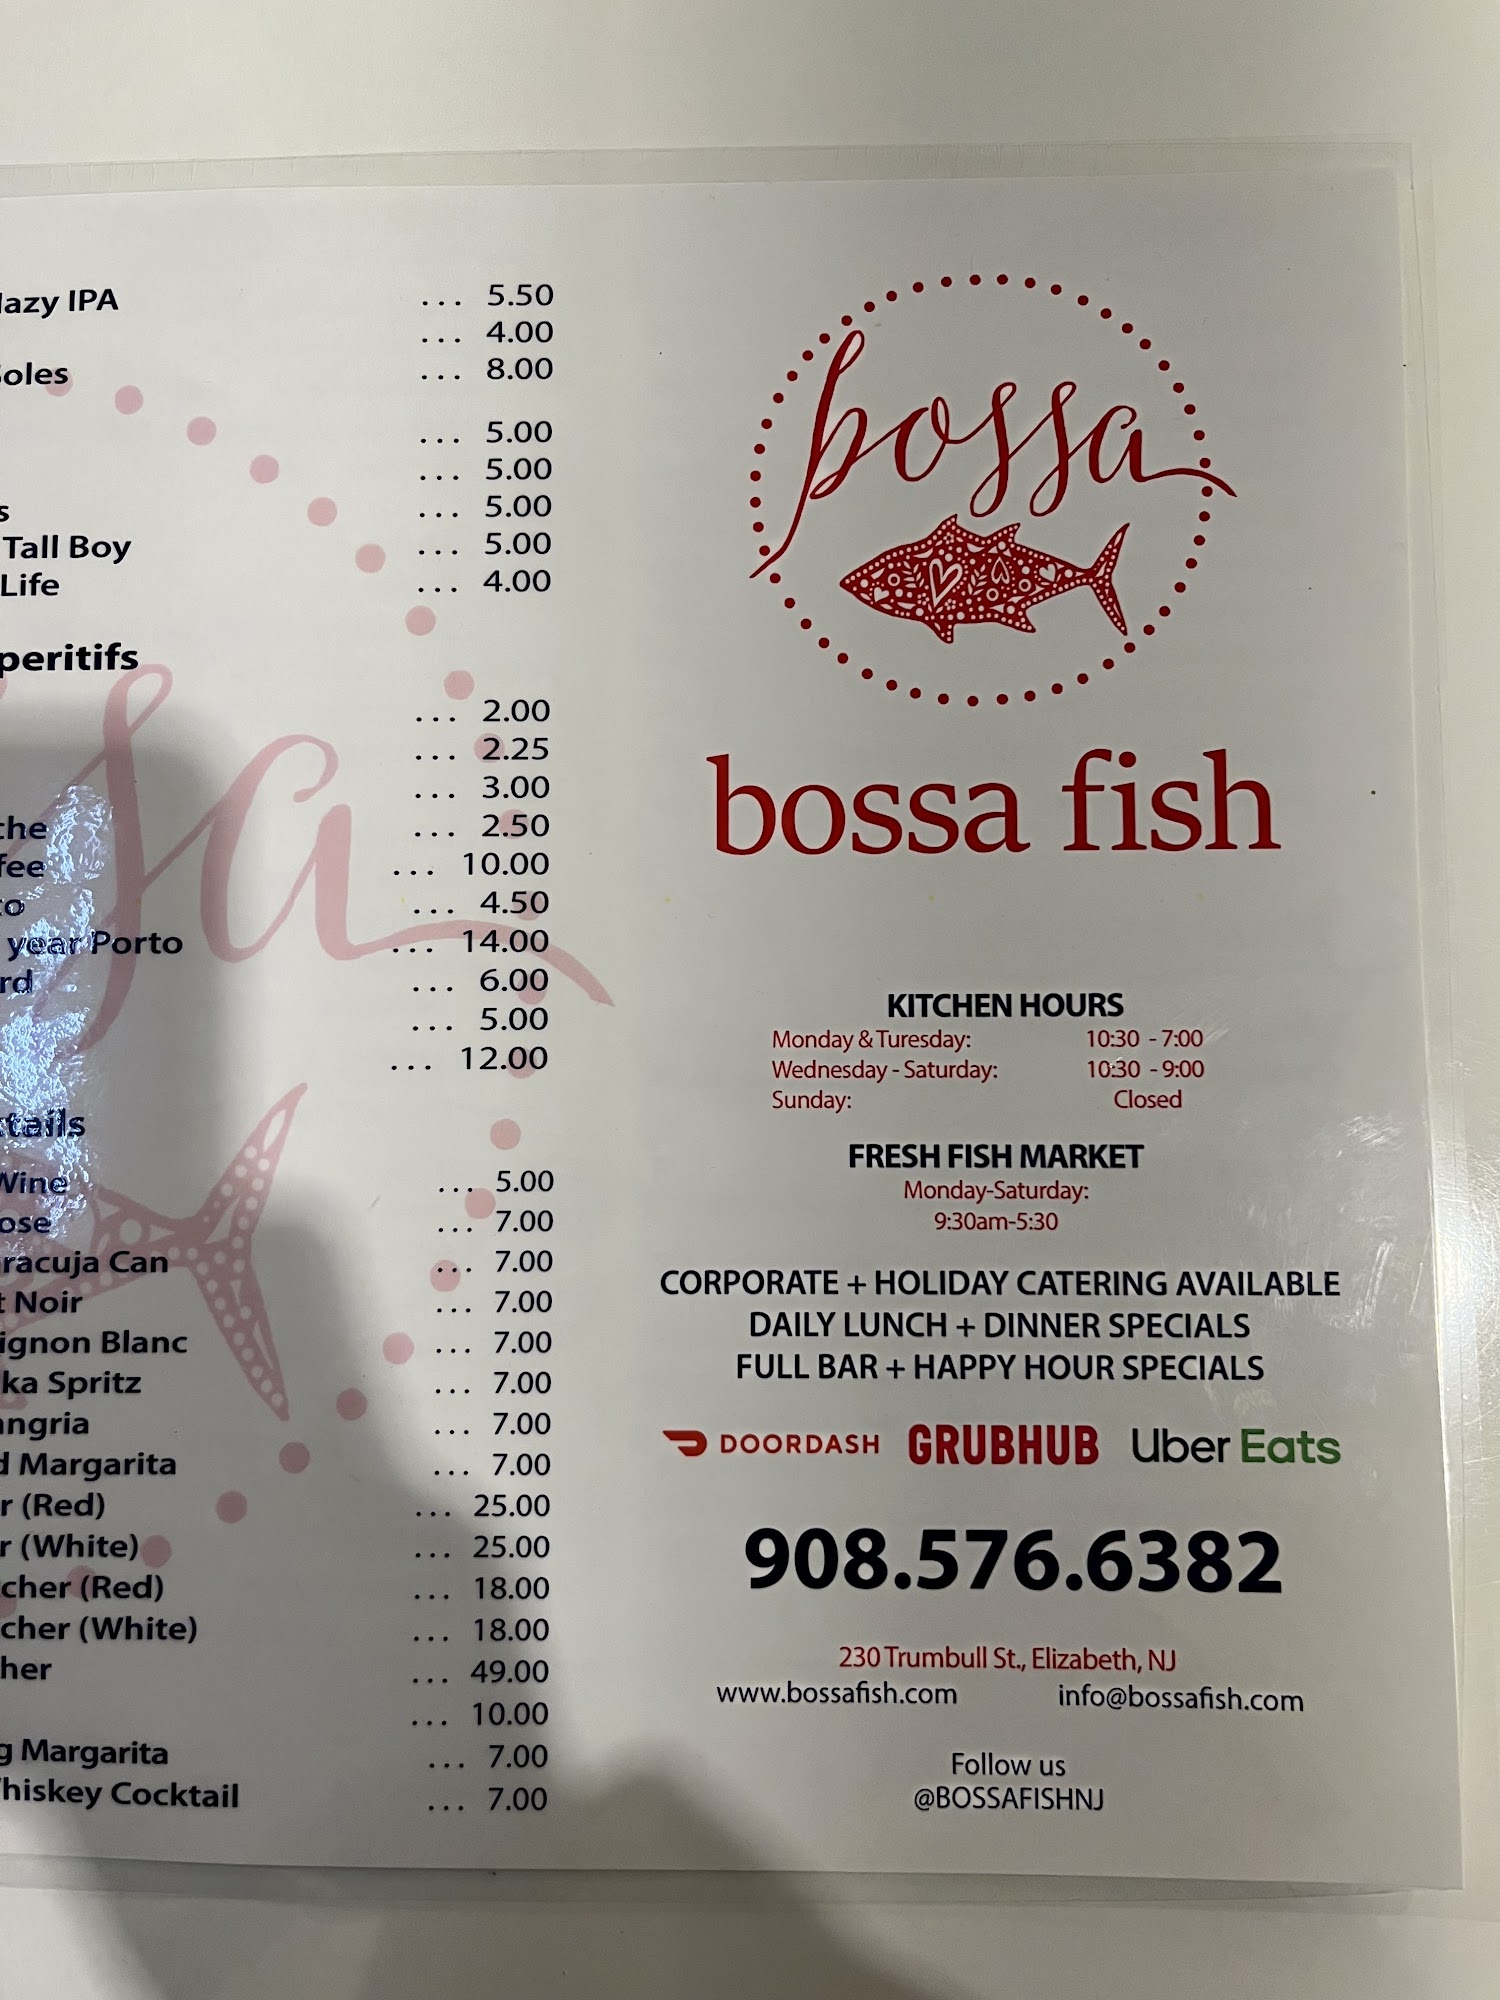 lazy IPA ... 5.50
... 4.00
Soles ... 8.00
... 5.00
... 5.00
s ... 5.00
Tall Boy ... 5.00
Life ... 4.00
peritifs
... 2.00
... 2.25
... 3.00
che ... 2.50
fee ... 10.00
to ... 4.50
year Porto ... 14.00
rd ... 6.00
... 5.00
... 12.00
ctails
Wine ... 5.00
ose ... 7.00
racuja Can ... 7.00
t Noir ... 7.00
ignon Blanc ... 7.00
ka Spritz ... 7.00
angria ... 7.00
d Margarita ... 7.00
r (Red) ... 25.00
r (White) ... 25.00
cher (Red) ... 18.00
cher (White) ... 18.00
her ... 49.00
... 10.00
g Margarita ... 7.00
hiskey Cocktail ... 7.00
ssa
bossa
bossa fish
KITCHEN HOURS
Monday & Turesday: 10:30 - 7:00
Wednesday - Saturday: 10:30 - 9:00
Sunday: Closed
FRESH FISH MARKET
Monday-Saturday:
9:30am-5:30
CORPORATE + HOLIDAY CATERING AVAILABLE
DAILY LUNCH + DINNER SPECIALS
FULL BAR + HAPPY HOUR SPECIALS
DOORDASH GRUBHUB Uber Eats
908.576.6382
230 Trumbull St., Elizabeth, NJ
www.bossafish.com info@bossafish.com
Follow us
@BOSSAFISHNJ